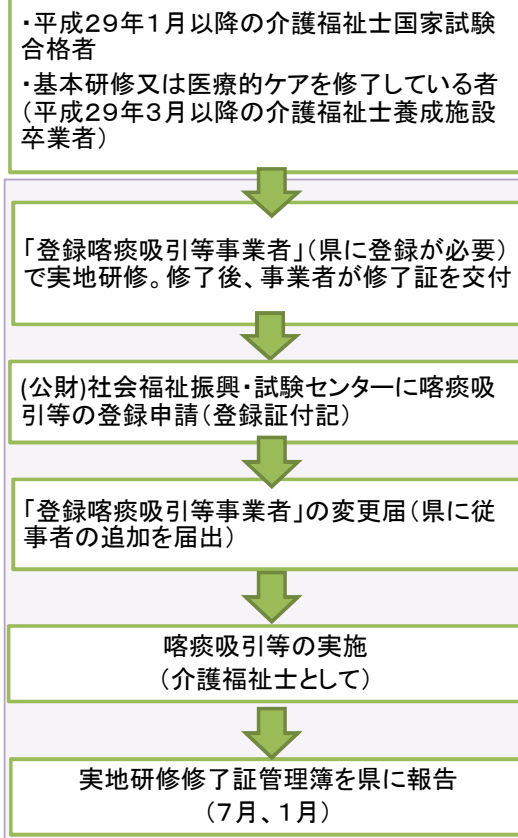 ・平成29年1月以降の介護福祉士国家試験
合格者
・基本研修又は医療的ケアを修了している者
(平成29年3月以降の介護福祉士養成施設
卒業者)
「登録喀痰吸引等事業者」(県に登録が必要)
で実地研修。修了後、事業者が修了証を交付
(公財)社会福祉振興・試験センターに喀痰吸
引等の登録申請(登録証付記)
「登録喀痰吸引等事業者」の変更届(県に従
事者の追加を届出)
喀痰吸引等の実施
(介護福祉士として)
実地研修修了証管理簿を県に報告
(7月、1月)